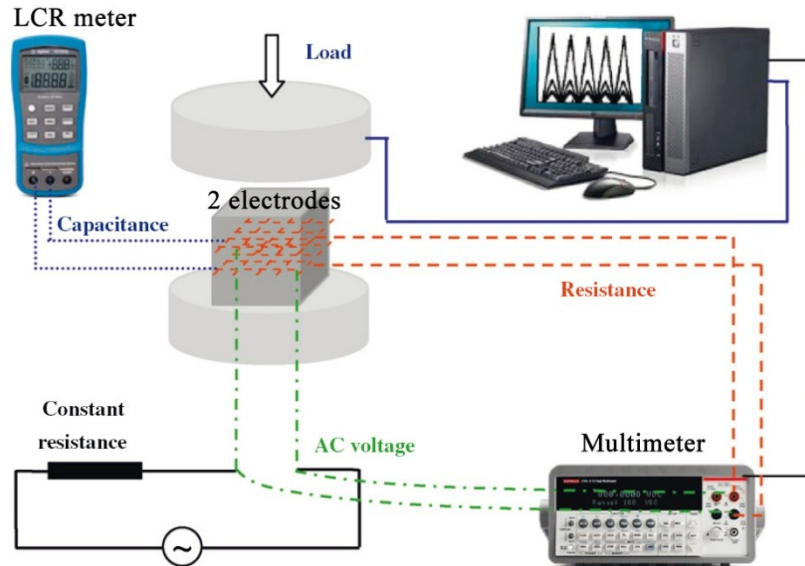 LCR meter
Load
2 electrodes
Capacitance
Resistance
Constant
resistance
AC voltage
Multimeter
~